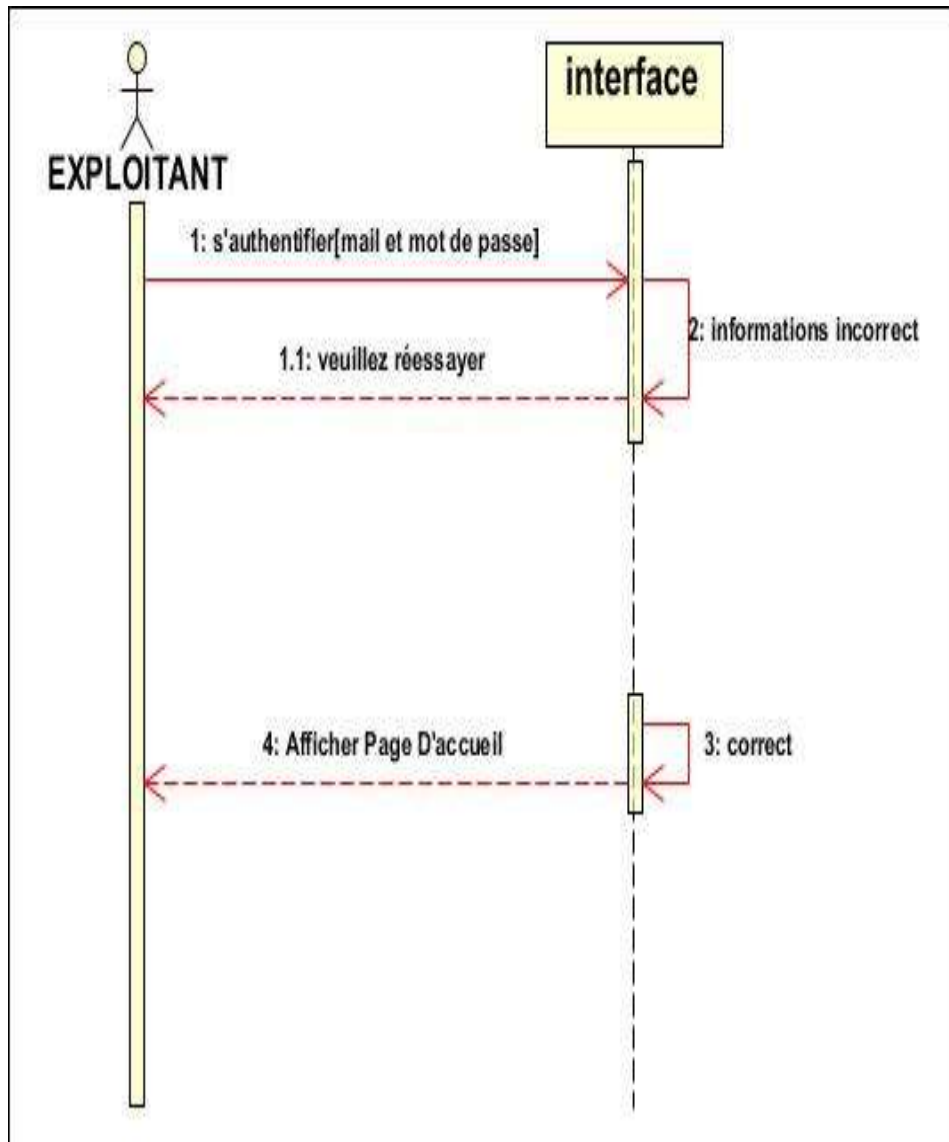 interface
EXPLOITANT
1: s'authentifier[mail et mot de passe]
2: informations incorrect
1.1: veuillez réessayer
4: Afficher Page D'accueil
3: correct